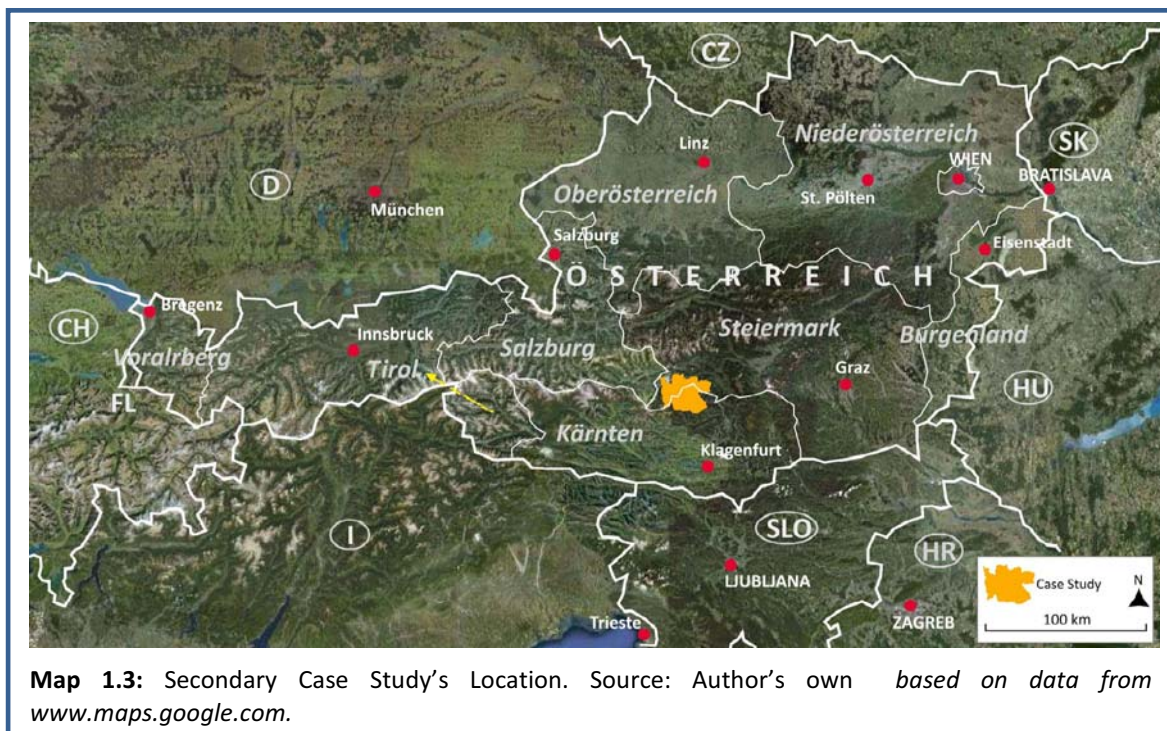 CZ
Niederösterreich
Linz
SK
WIEN
D
BRATISLAVA
München
Oberösterreich
St. Pölten
Salzburg
Eisenstadt
ÖSTERREICH
Bregenz
CH
Innsbruck
Steiermark
Burgenland
Voralrberg
Salzburg
Tirol
Graz
FL
HU
Kärnten
Klagenfurt
I
SLO
HR
LJUBLJANA
Case Study
N
ZAGREB
100 km
Trieste
Map 1.3: Secondary Case Study’s Location. Source: Author’s own based on data from
www.maps.google.com.